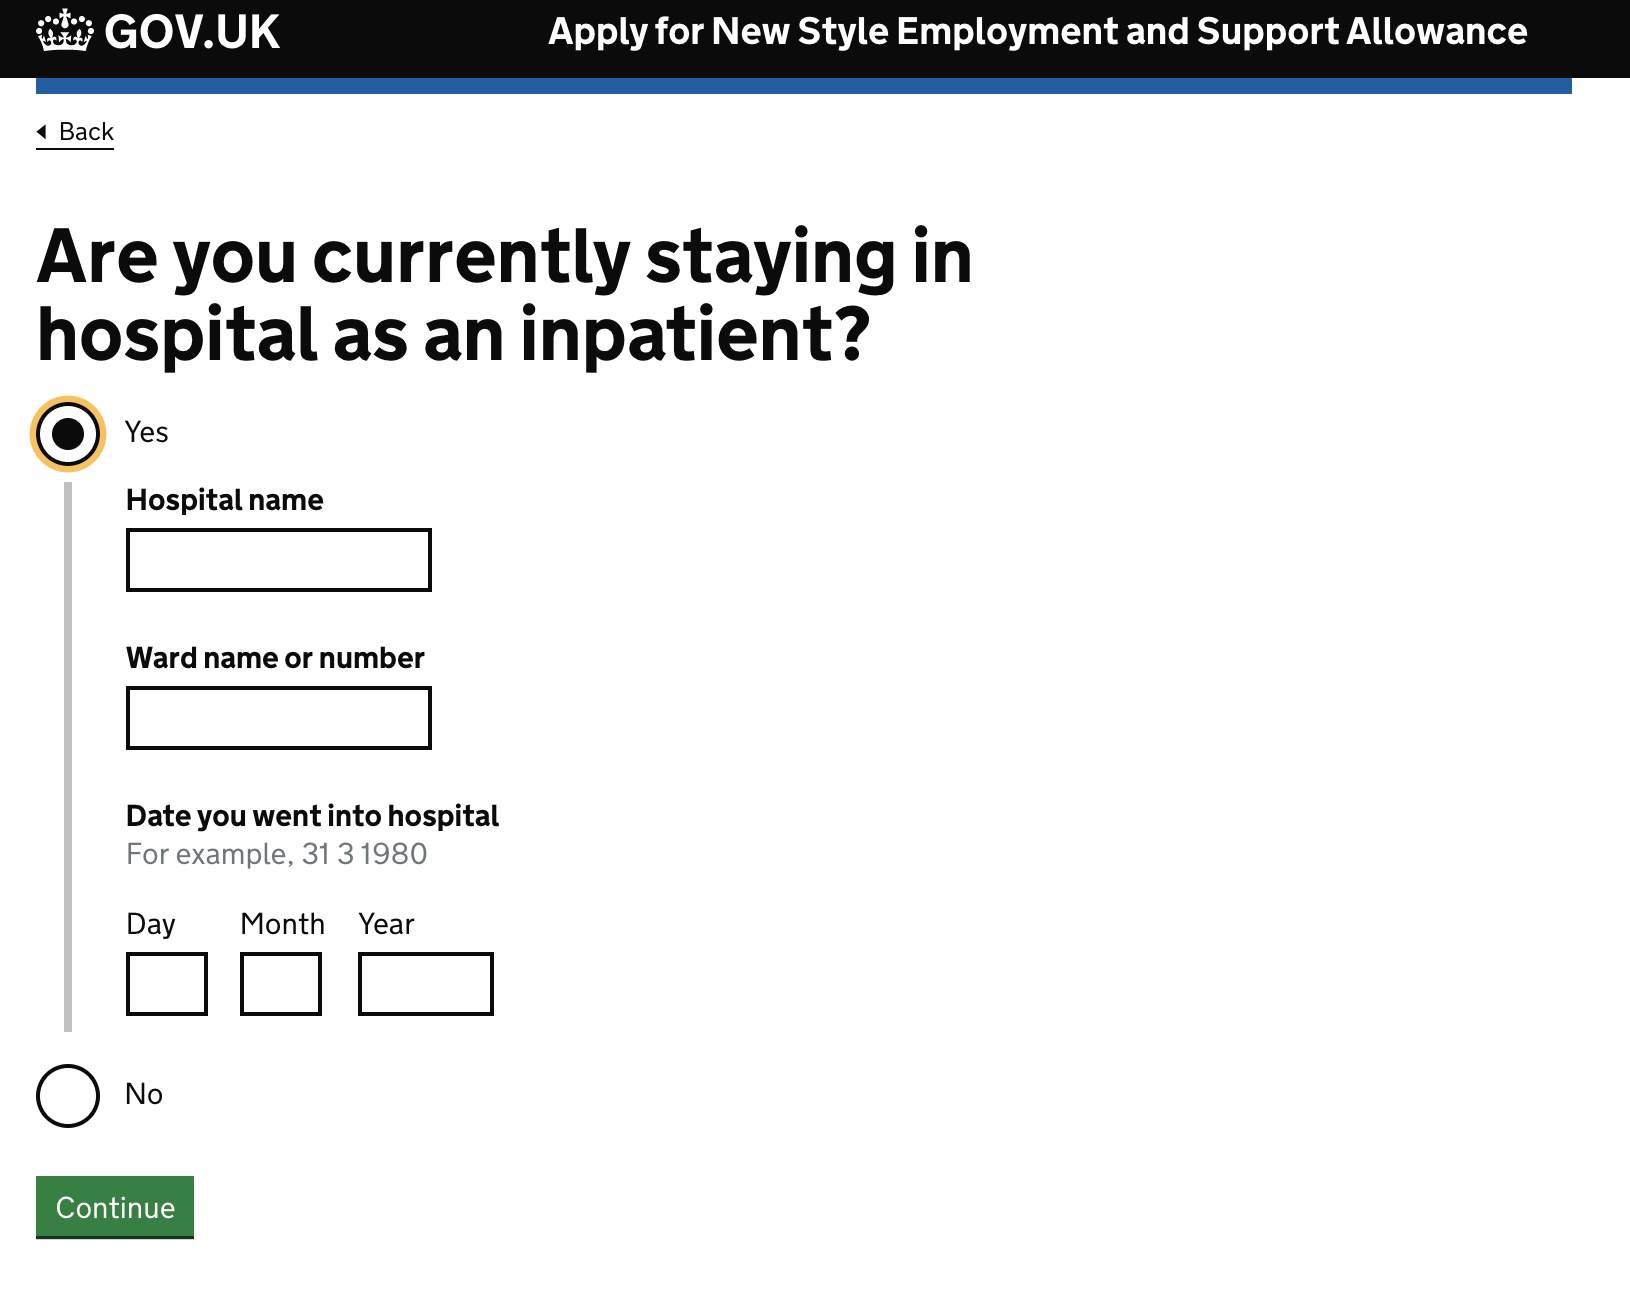 GOV.UK
Apply for New Style Employment and Support Allowance
Back
Are you currently staying in
hospital as an inpatient?
Yes
Hospital name
Ward name or number
Date you went into hospital
For example, 31 3 1980
Day Month Year
No
Continue